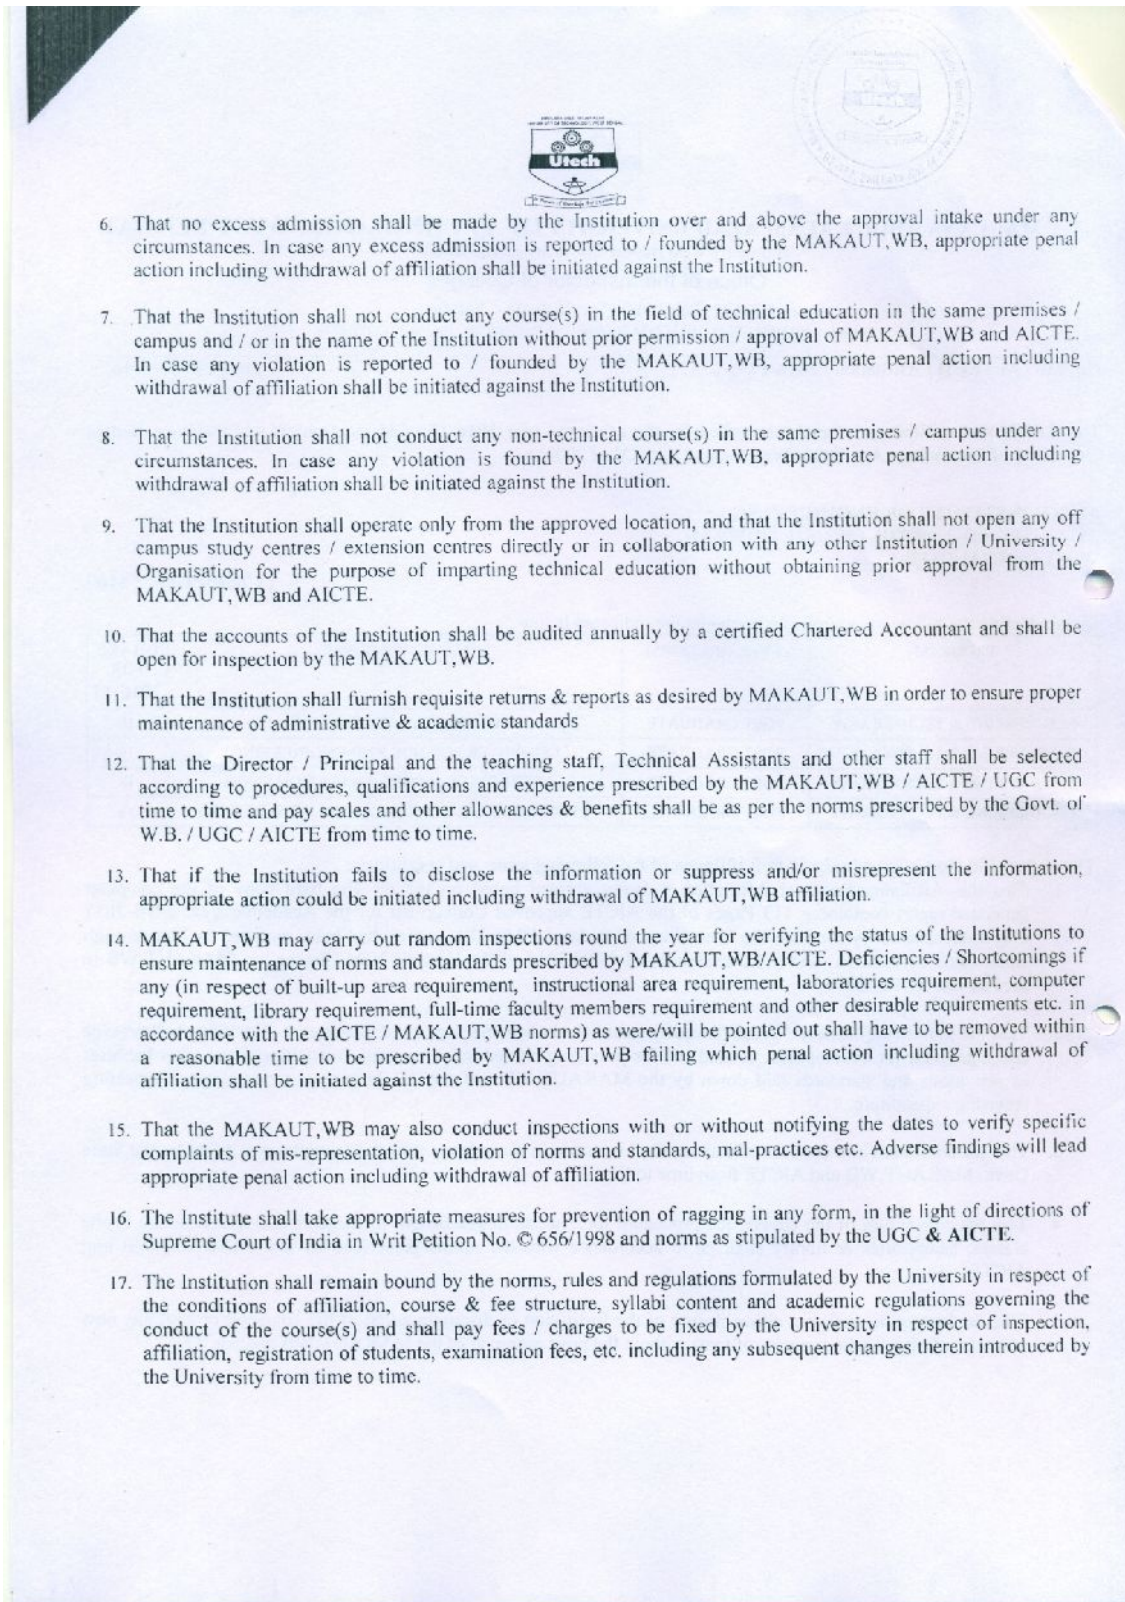 Utech
6. That no excess admission shall be made by the Institution over and above the approval intake under any
circumstances. In case any excess admission is reported to / founded by the MAKAUT,WB, appropriate penal
action including withdrawal of affiliation shall be initiated against the Institution.
7. That the Institution shall not conduct any course(s) in the field of technical education in the same premises /
campus and / or in the name of the Institution without prior permission / approval of MAKAUT,WB and AICTE.
In case any violation is reported to / founded by the MAKAUT,WB, appropriate penal action including
withdrawal of affiliation shall be initiated against the Institution.
8. That the Institution shall not conduct any non-technical course(s) in the same premises / campus under any
circumstances. In case any violation is found by the MAKAUT,WB, appropriate penal action including
withdrawal of affiliation shall be initiated against the Institution.
9. That the Institution shall operate only from the approved location, and that the Institution shall not open any off
campus study centres / extension centres directly or in collaboration with any other Institution / University /
Organisation for the purpose of imparting technical education without obtaining prior approval from the
MAKAUT,WB and AICTE.
10. That the accounts of the Institution shall be audited annually by a certified Chartered Accountant and shall be
open for inspection by the MAKAUT,WB.
11. That the Institution shall furnish requisite returns & reports as desired by MAKAUT,WB in order to ensure proper
maintenance of administrative & academic standards
12. That the Director / Principal and the teaching staff, Technical Assistants and other staff shall be selected
according to procedures, qualifications and experience prescribed by the MAKAUT,WB / AICTE / UGC from
time to time and pay scales and other allowances & benefits shall be as per the norms prescribed by the Govt. of
W.B. / UGC / AICTE from time to time.
13. That if the Institution fails to disclose the information or suppress and/or misrepresent the information,
appropriate action could be initiated including withdrawal of MAKAUT,WB affiliation.
14. MAKAUT,WB may carry out random inspections round the year for verifying the status of the Institutions to
ensure maintenance of norms and standards prescribed by MAKAUT,WB/AICTE. Deficiencies / Shortcomings if
any (in respect of built-up area requirement, instructional area requirement, laboratories requirement, computer
requirement, library requirement, full-time faculty members requirement and other desirable requirements etc. in
accordance with the AICTE / MAKAUT,WB norms) as were/will be pointed out shall have to be removed within
a reasonable time to be prescribed by MAKAUT,WB failing which penal action including withdrawal of
affiliation shall be initiated against the Institution.
15. That the MAKAUT,WB may also conduct inspections with or without notifying the dates to verify specific
complaints of mis-representation, violation of norms and standards, mal-practices etc. Adverse findings will lead
appropriate penal action including withdrawal of affiliation.
16. The Institute shall take appropriate measures for prevention of ragging in any form, in the light of directions of
Supreme Court of India in Writ Petition No. © 656/1998 and norms as stipulated by the UGC & AICTE.
17. The Institution shall remain bound by the norms, rules and regulations formulated by the University in respect of
the conditions of affiliation, course & fee structure, syllabi content and academic regulations governing the
conduct of the course(s) and shall pay fees / charges to be fixed by the University in respect of inspection,
affiliation, registration of students, examination fees, etc. including any subsequent changes therein introduced by
the University from time to time.